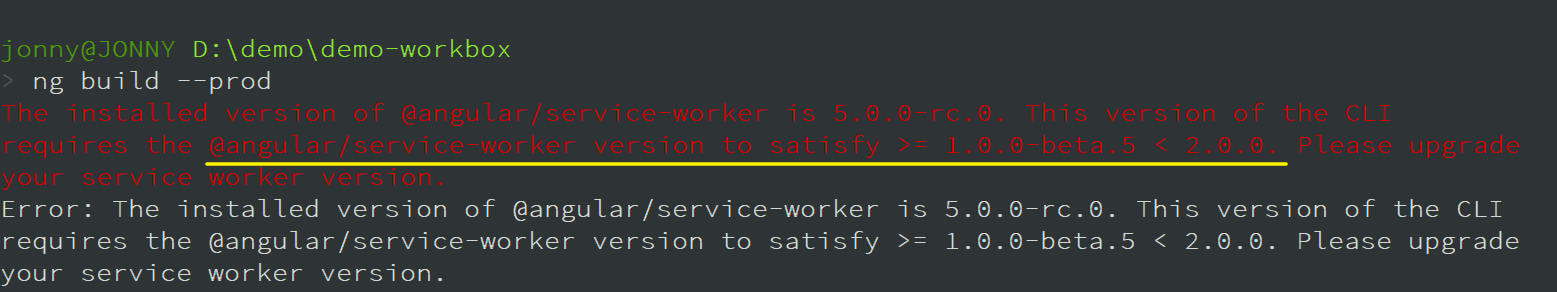 jonny@JONNY D:\demo\demo-workbox
> ng build --prod
The installed version of @angular/service-worker is 5.0.0-rc.0. This version of the CLI
requires the @angular/service-worker version to satisfy >= 1.0.0-beta.5 < 2.0.0. Please upgrade
your service worker version.
Error: The installed version of @angular/service-worker is 5.0.0-rc.0. This version of the CLI
requires the @angular/service-worker version to satisfy >= 1.0.0-beta.5 < 2.0.0. Please upgrade
your service worker version.